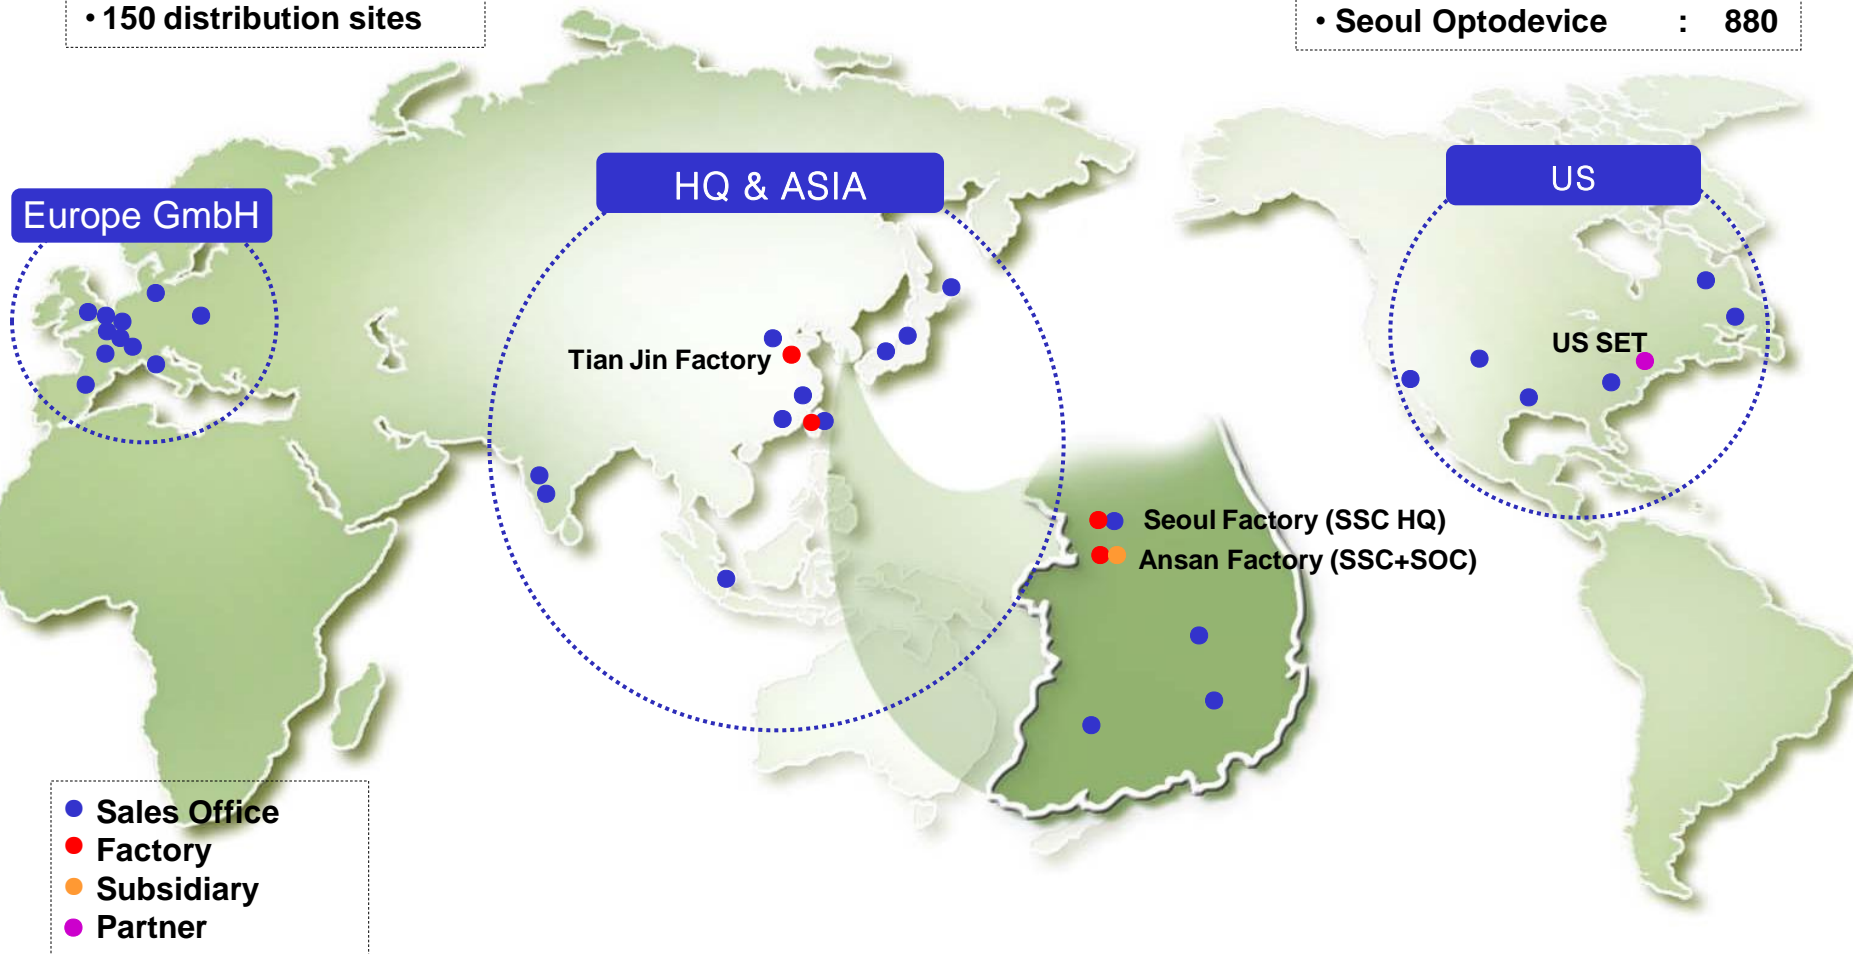 • 150 distribution sites
• Seoul Optodevice : 880
HQ & ASIA
US
Europe GmbH
US SET
Tian Jin Factory
Seoul Factory (SSC HQ)
Ansan Factory (SSC+SOC)
Sales Office
Factory
Subsidiary
Partner